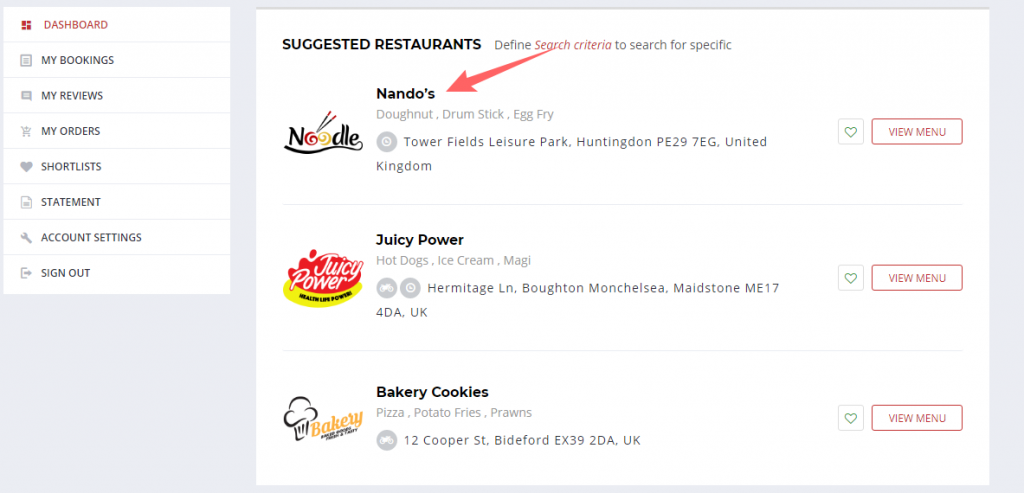 DASHBOARD
MY BOOKINGS
MY REVIEWS
MY ORDERS
SHORTLISTS
STATEMENT
ACCOUNT SETTINGS
SIGN OUT
SUGGESTED RESTAURANTS Define Search criteria to search for specific
Noodle
Nando's
Doughnut , Drum Stick , Egg Fry
Tower Fields Leisure Park, Huntingdon PE29 7EG, United
Kingdom
VIEW MENU
Juicy
Power
HEALTH LIFE POWER!
Juicy Power
Hot Dogs , Ice Cream , Magi
Hermitage Ln, Boughton Monchelsea, Maidstone ME17
4DA, UK
VIEW MENU
Bakery
Bakery Cookies
Pizza , Potato Fries , Prawns
12 Cooper St, Bideford EX39 2DA, UK
VIEW MENU